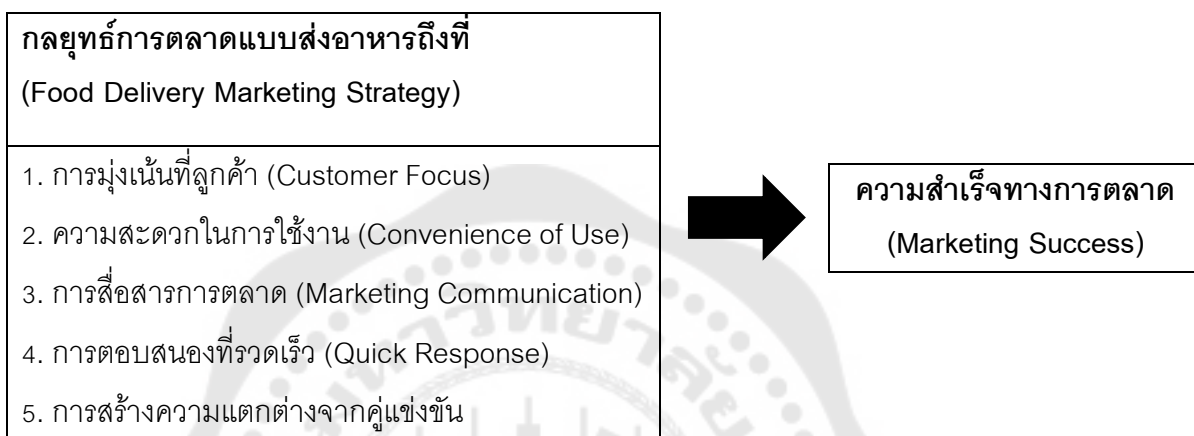 กลยุทธ์การตลาดแบบส่งอาหารถึงที่
(Food Delivery Marketing Strategy)
1. การมุ่งเน้นที่ลูกค้า (Customer Focus)
2. ความสะดวกในการใช้งาน (Convenience of Use)
3. การสื่อสารการตลาด (Marketing Communication)
4. การตอบสนองที่รวดเร็ว (Quick Response)
5. การสร้างความแตกต่างจากคู่แข่งขัน
ความสำเร็จทางการตลาด
(Marketing Success)